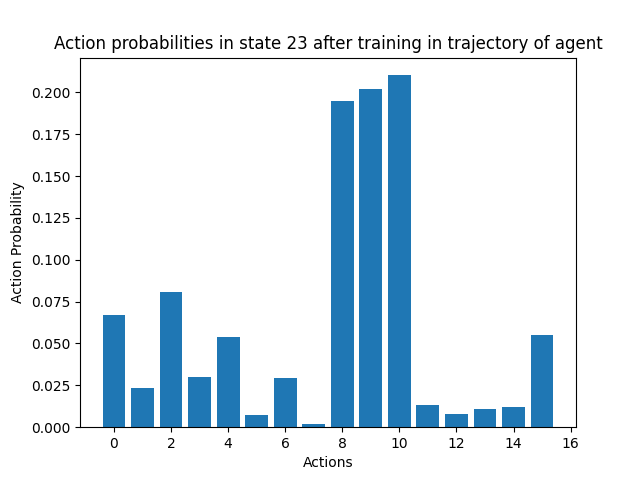 Action probabilities in state 23 after training in trajectory of agent
Action Probability
0.200
0.175
0.150
0.125
0.100
0.075
0.050
0.025
0.000
0 2 4 6 8 10 12 14 16
Actions